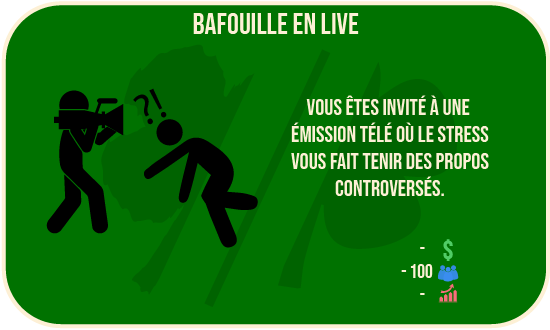 BAFOUILLE EN LIVE
?!
VOUS ÊTES INVITÉ À UNE
ÉMISSION TÉLÉ OÙ LE STRESS
VOUS FAIT TENIR DES PROPOS
CONTROVERSÉS.
- $
- 100
-